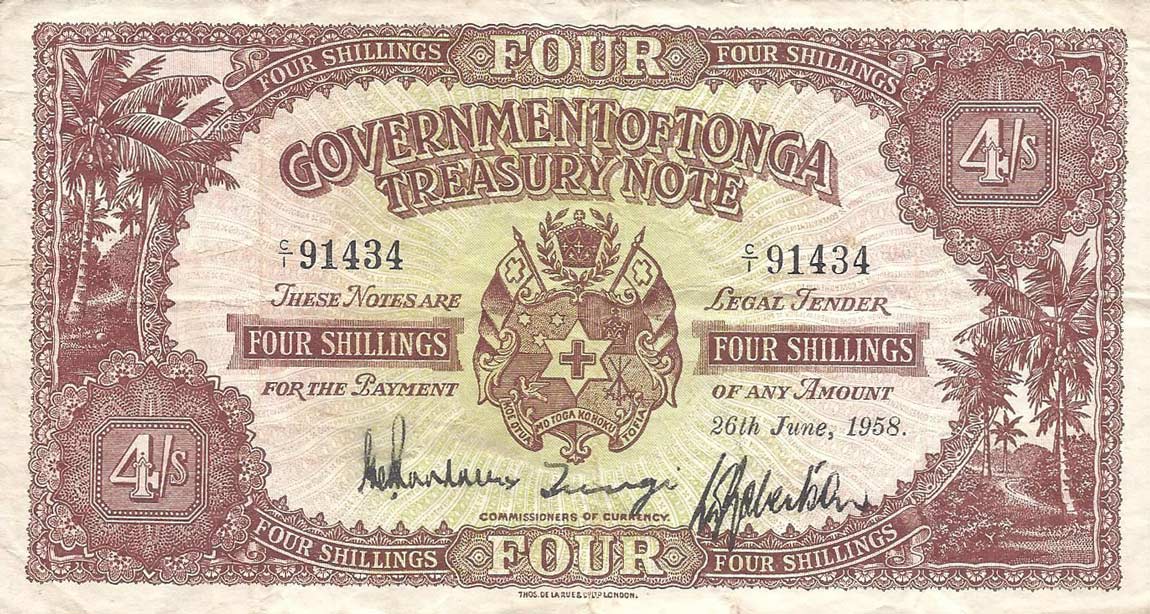 FOUR SHILLINGS FOUR FOUR SHILLINGS
4/s
GOVERNMENT OF TONGA
TREASURY NOTE
C/1 91434
C/1 91434
THESE NOTES ARE
LEGAL TENDER
FOUR SHILLINGS
FOUR SHILLINGS
FOR THE PAYMENT
OF ANY AMOUNT
KOE OTUA MO TOGA KO HOKU TOFIA
26th June, 1958.
4/s
Tungi
COMMISSIONERS OF CURRENCY.
FOUR SHILLINGS FOUR FOUR SHILLINGS
THOS. DE LA RUE & CO LTD LONDON.